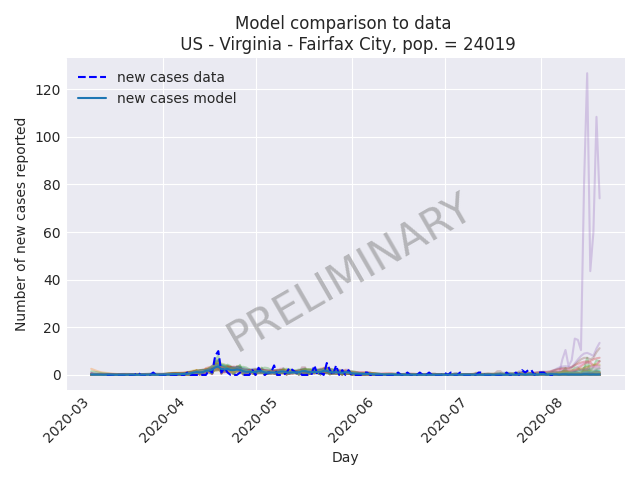 Model comparison to data
US - Virginia - Fairfax City, pop. = 24019
new cases data
new cases model
Number of new cases reported
120
100
80
60
40
20
0
PRELIMINARY
2020-03
2020-04
2020-05
2020-06
2020-07
2020-08
Day